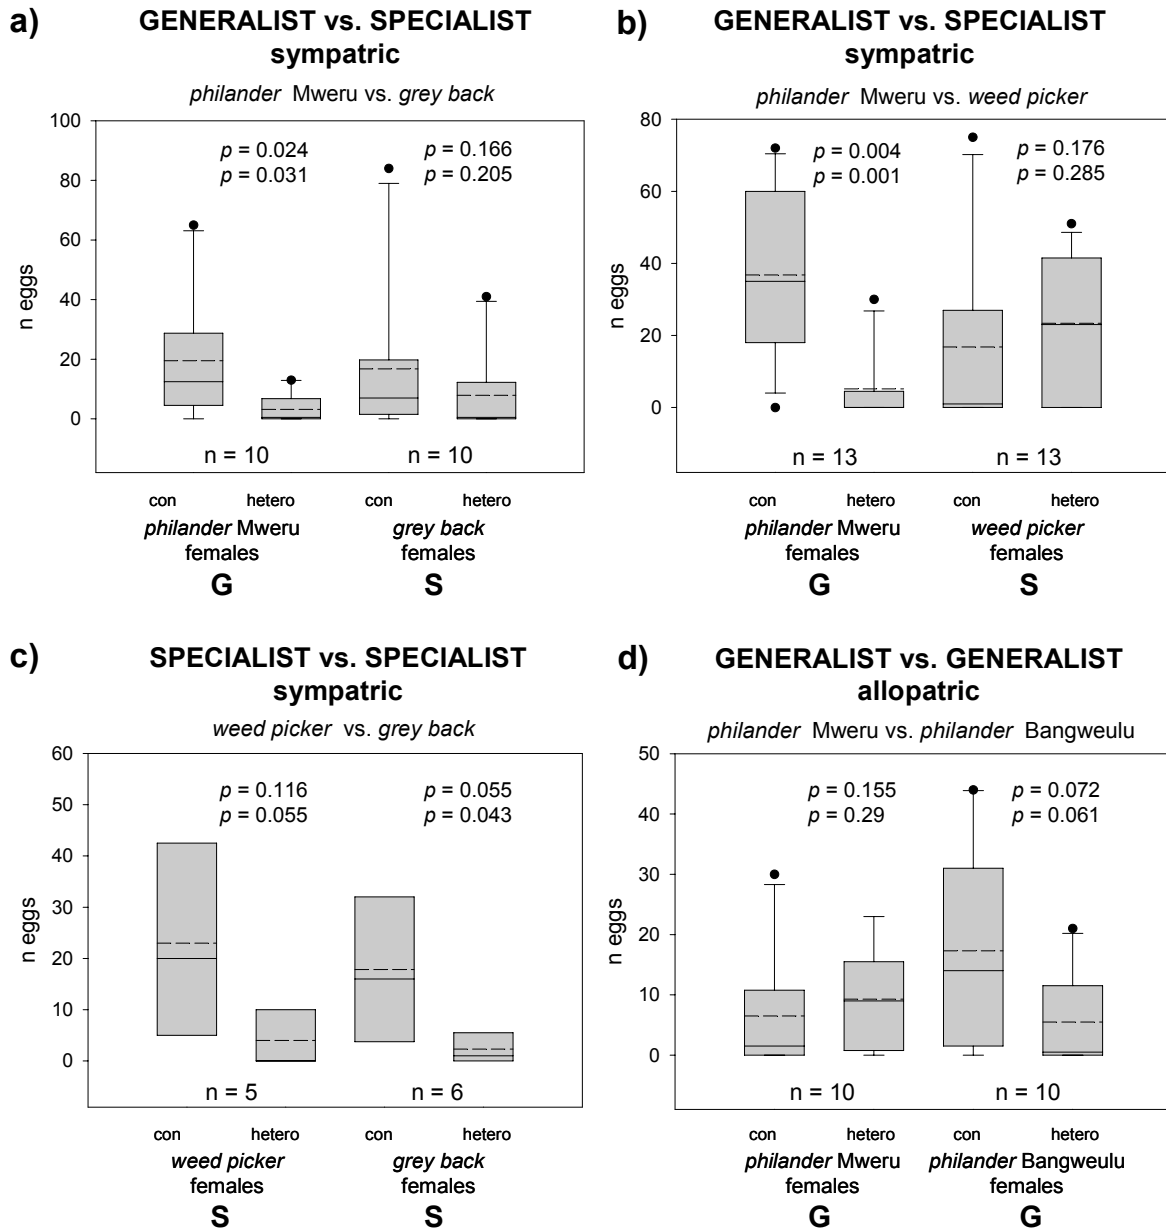 a)
GENERALIST vs. SPECIALIST
sympatric
philander Mweru vs. grey back
100
80
60
40
20
0
n eggs
p = 0.024
p = 0.031
p = 0.166
p = 0.205
n = 10
n = 10
con hetero con hetero
philander Mweru grey back
females females
G S
b)
GENERALIST vs. SPECIALIST
sympatric
philander Mweru vs. weed picker
80
60
40
20
0
n eggs
p = 0.004
p = 0.001
p = 0.176
p = 0.285
n = 13
n = 13
con hetero con hetero
philander Mweru weed picker
females females
G S
c)
SPECIALIST vs. SPECIALIST
sympatric
weed picker vs. grey back
60
50
40
30
20
10
0
n eggs
p = 0.116
p = 0.055
p = 0.055
p = 0.043
n = 5
n = 6
con hetero con hetero
weed picker grey back
females females
S S
d)
GENERALIST vs. GENERALIST
allopatric
philander Mweru vs. philander Bangweulu
50
40
30
20
10
0
n eggs
p = 0.155
p = 0.29
p = 0.072
p = 0.061
n = 10
n = 10
con hetero con hetero
philander Mweru philander Bangweulu
females females
G G